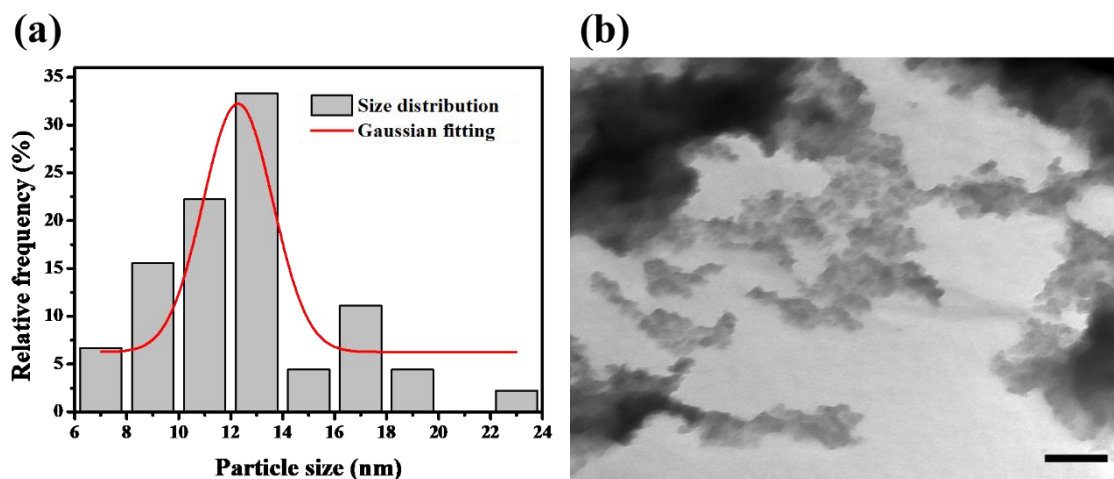 (a)
(b)
35
30
25
20
15
10
5
0
Relative frequency (%)
Size distribution
Gaussian fitting
6 8 10 12 14 16 18 20 22 24
Particle size (nm)